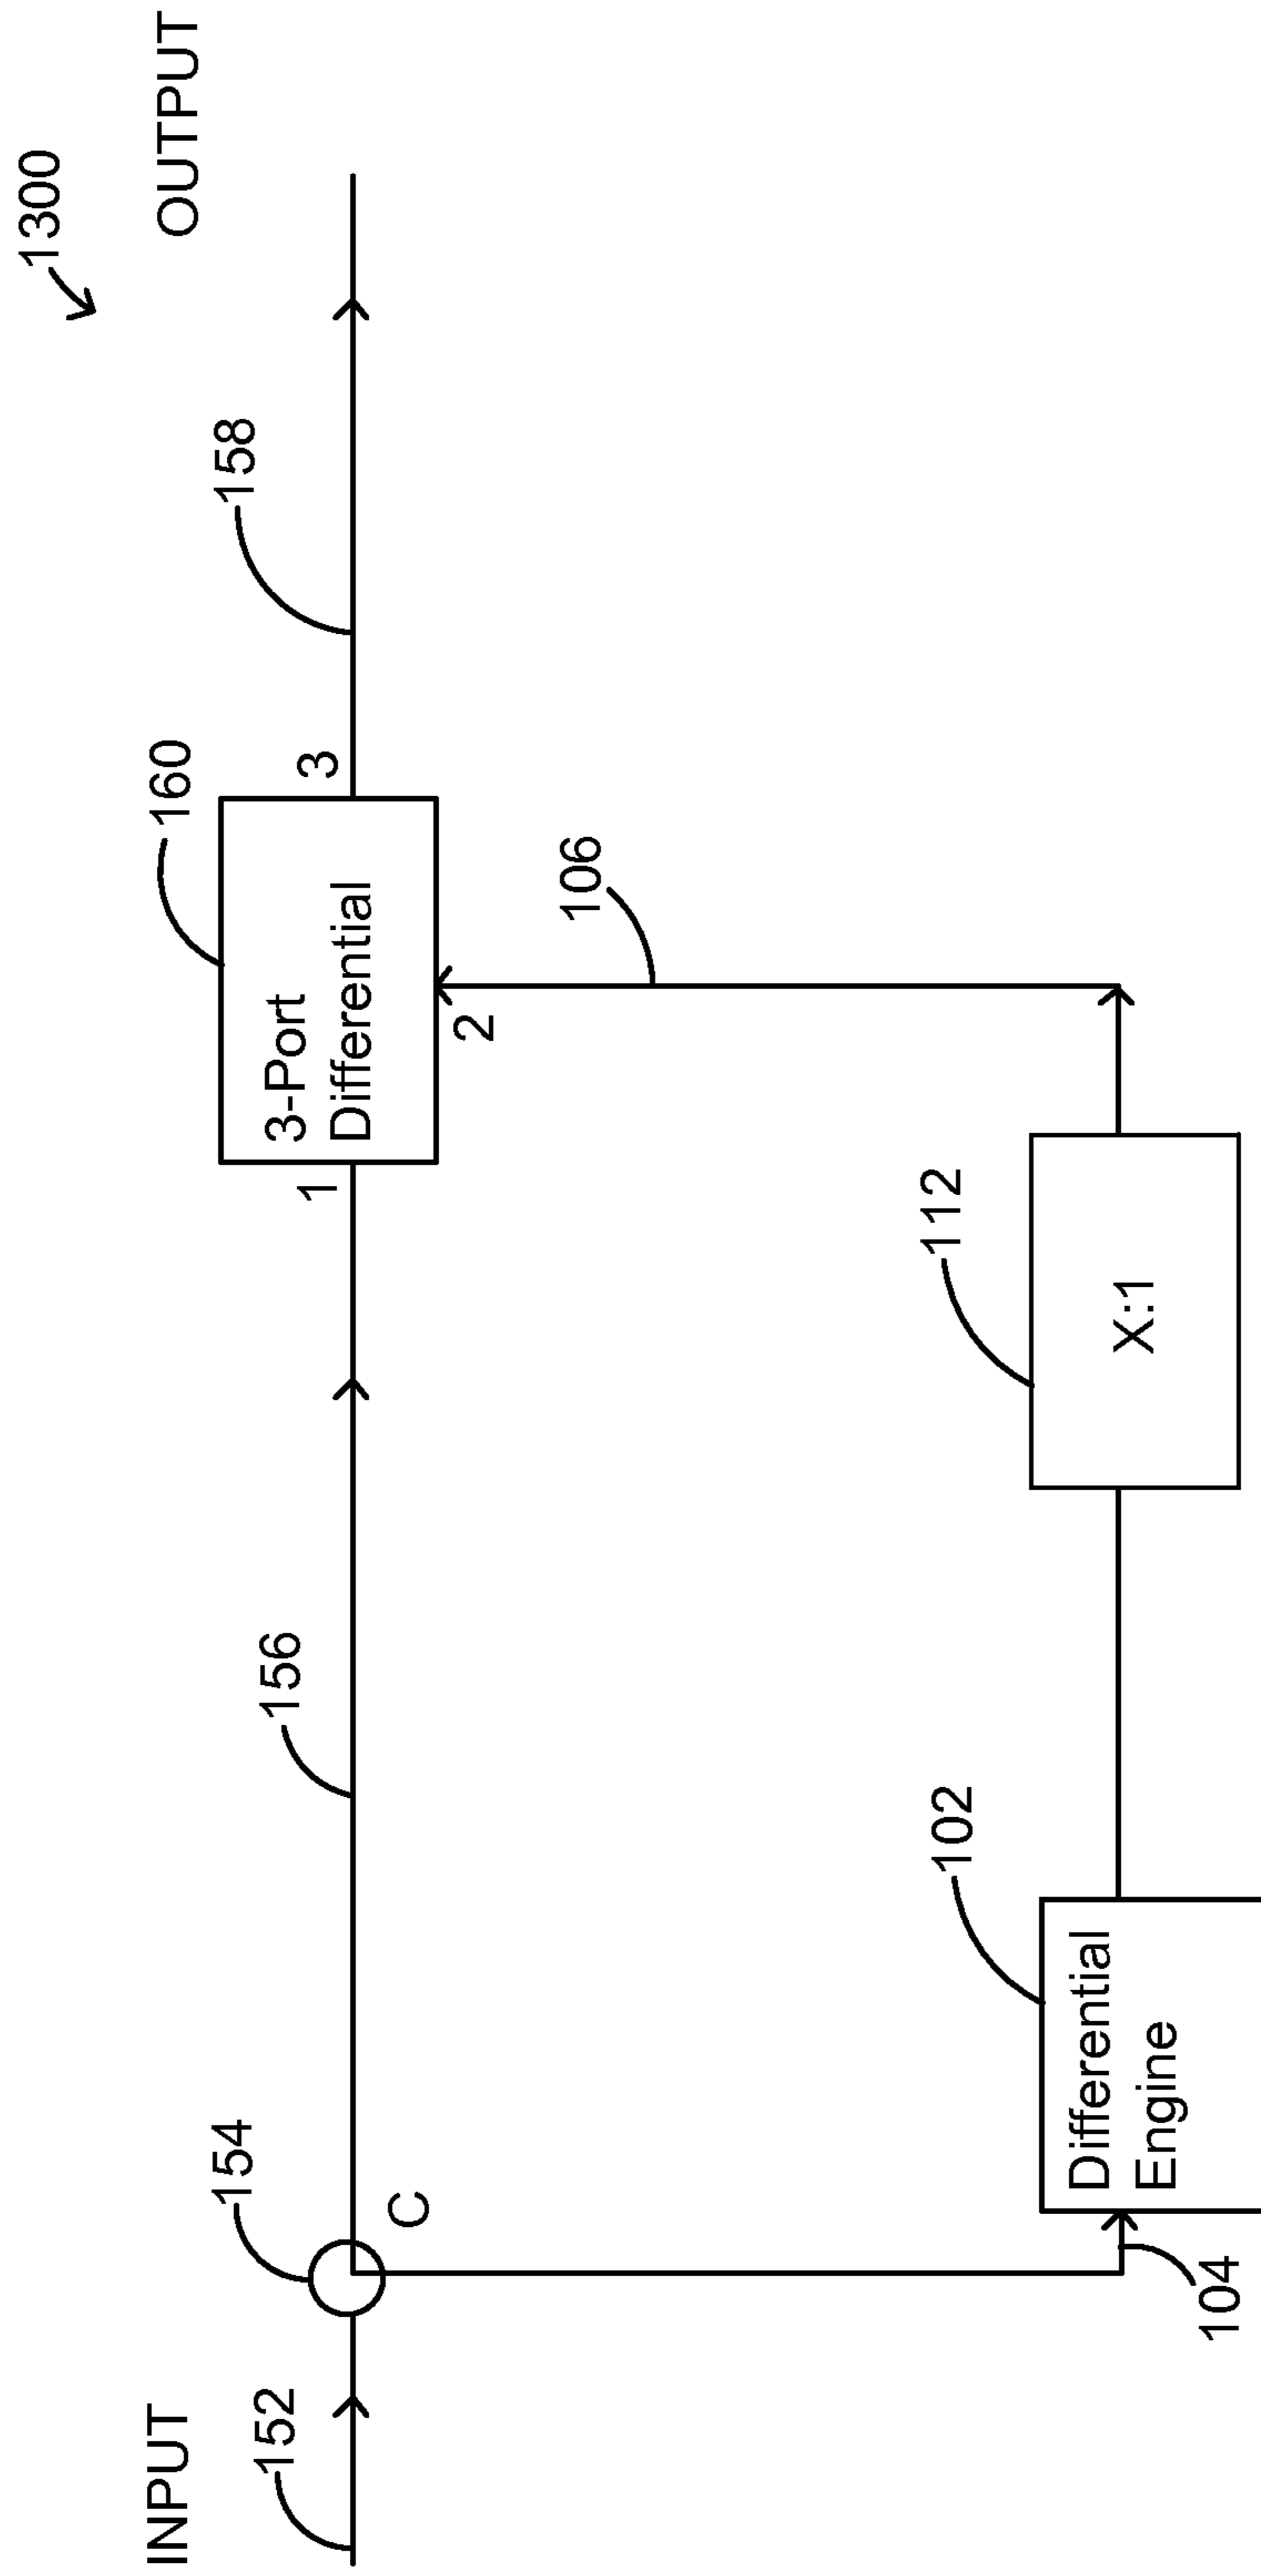 1300
INPUT
OUTPUT
152
154
C
156
1
160
3-Port
Differential
3
2
158
106
104
102
Differential
Engine
112
X:1